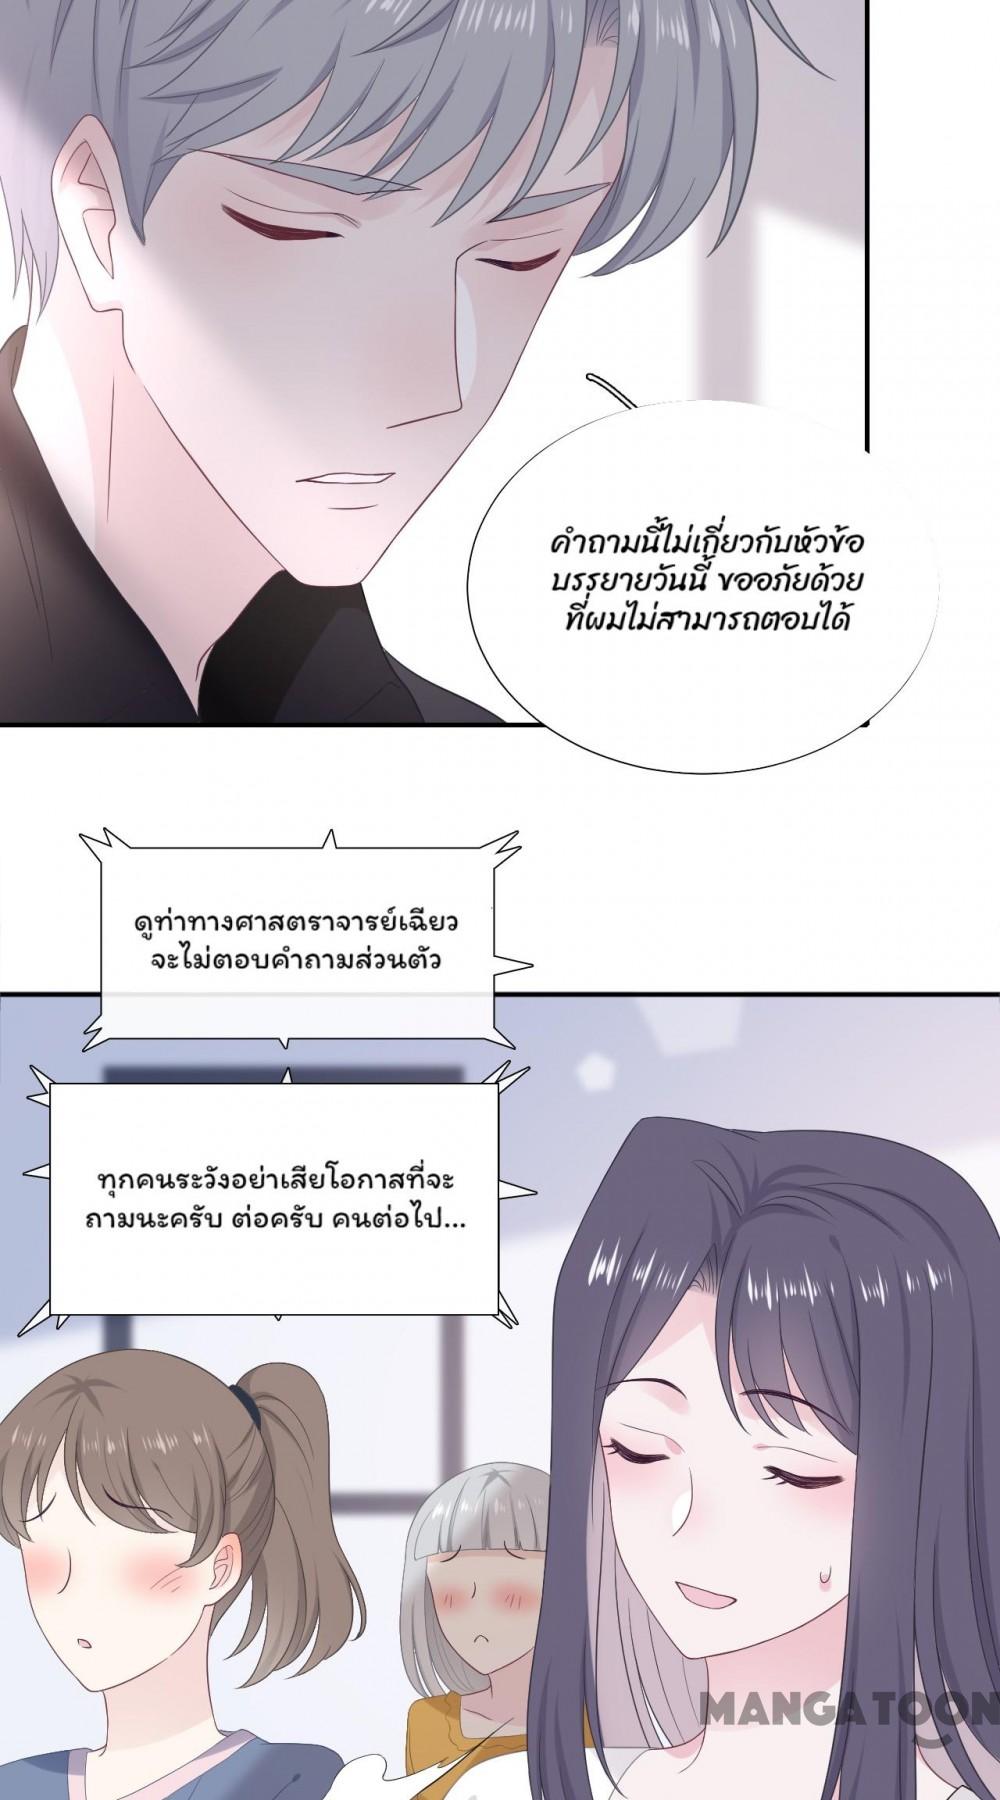 คำถามนี้ไม่เกี่ยวกับหัวข้อ
บรรยายวันนี้ ขออภัยด้วย
ที่ผมไม่สามารถตอบได้
ดูท่าทางศาสตราจารย์เฉียว
จะไม่ตอบคำถามส่วนตัว
ทุกคนระวังอย่าเสียโอกาสที่จะ
ถามนะครับ ต่อครับ คนต่อไป...
MANGATOON